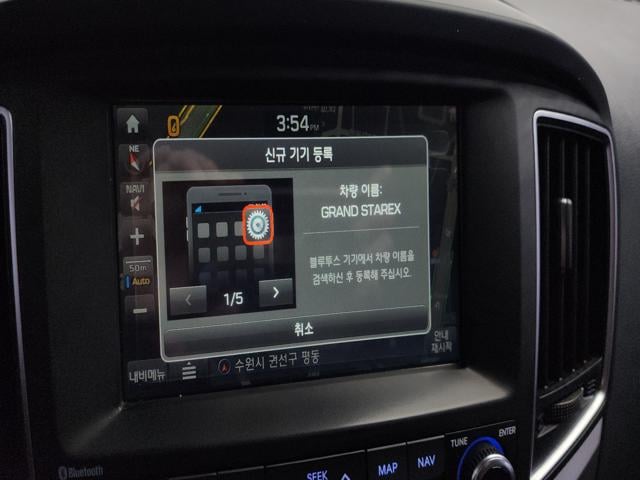 3:54 PM
신규 기기 등록
NE
NAVI
50m
Auto
차량 이름:
GRAND STAREX
블루투스 기기에서 차량 이름을
검색하신 후 등록해 주십시오.
1/5
취소
안내
재시작
내비메뉴
수원시 권선구 평동
Bluetooth
SEEK
MAP
NAV
TUNE
ENTER